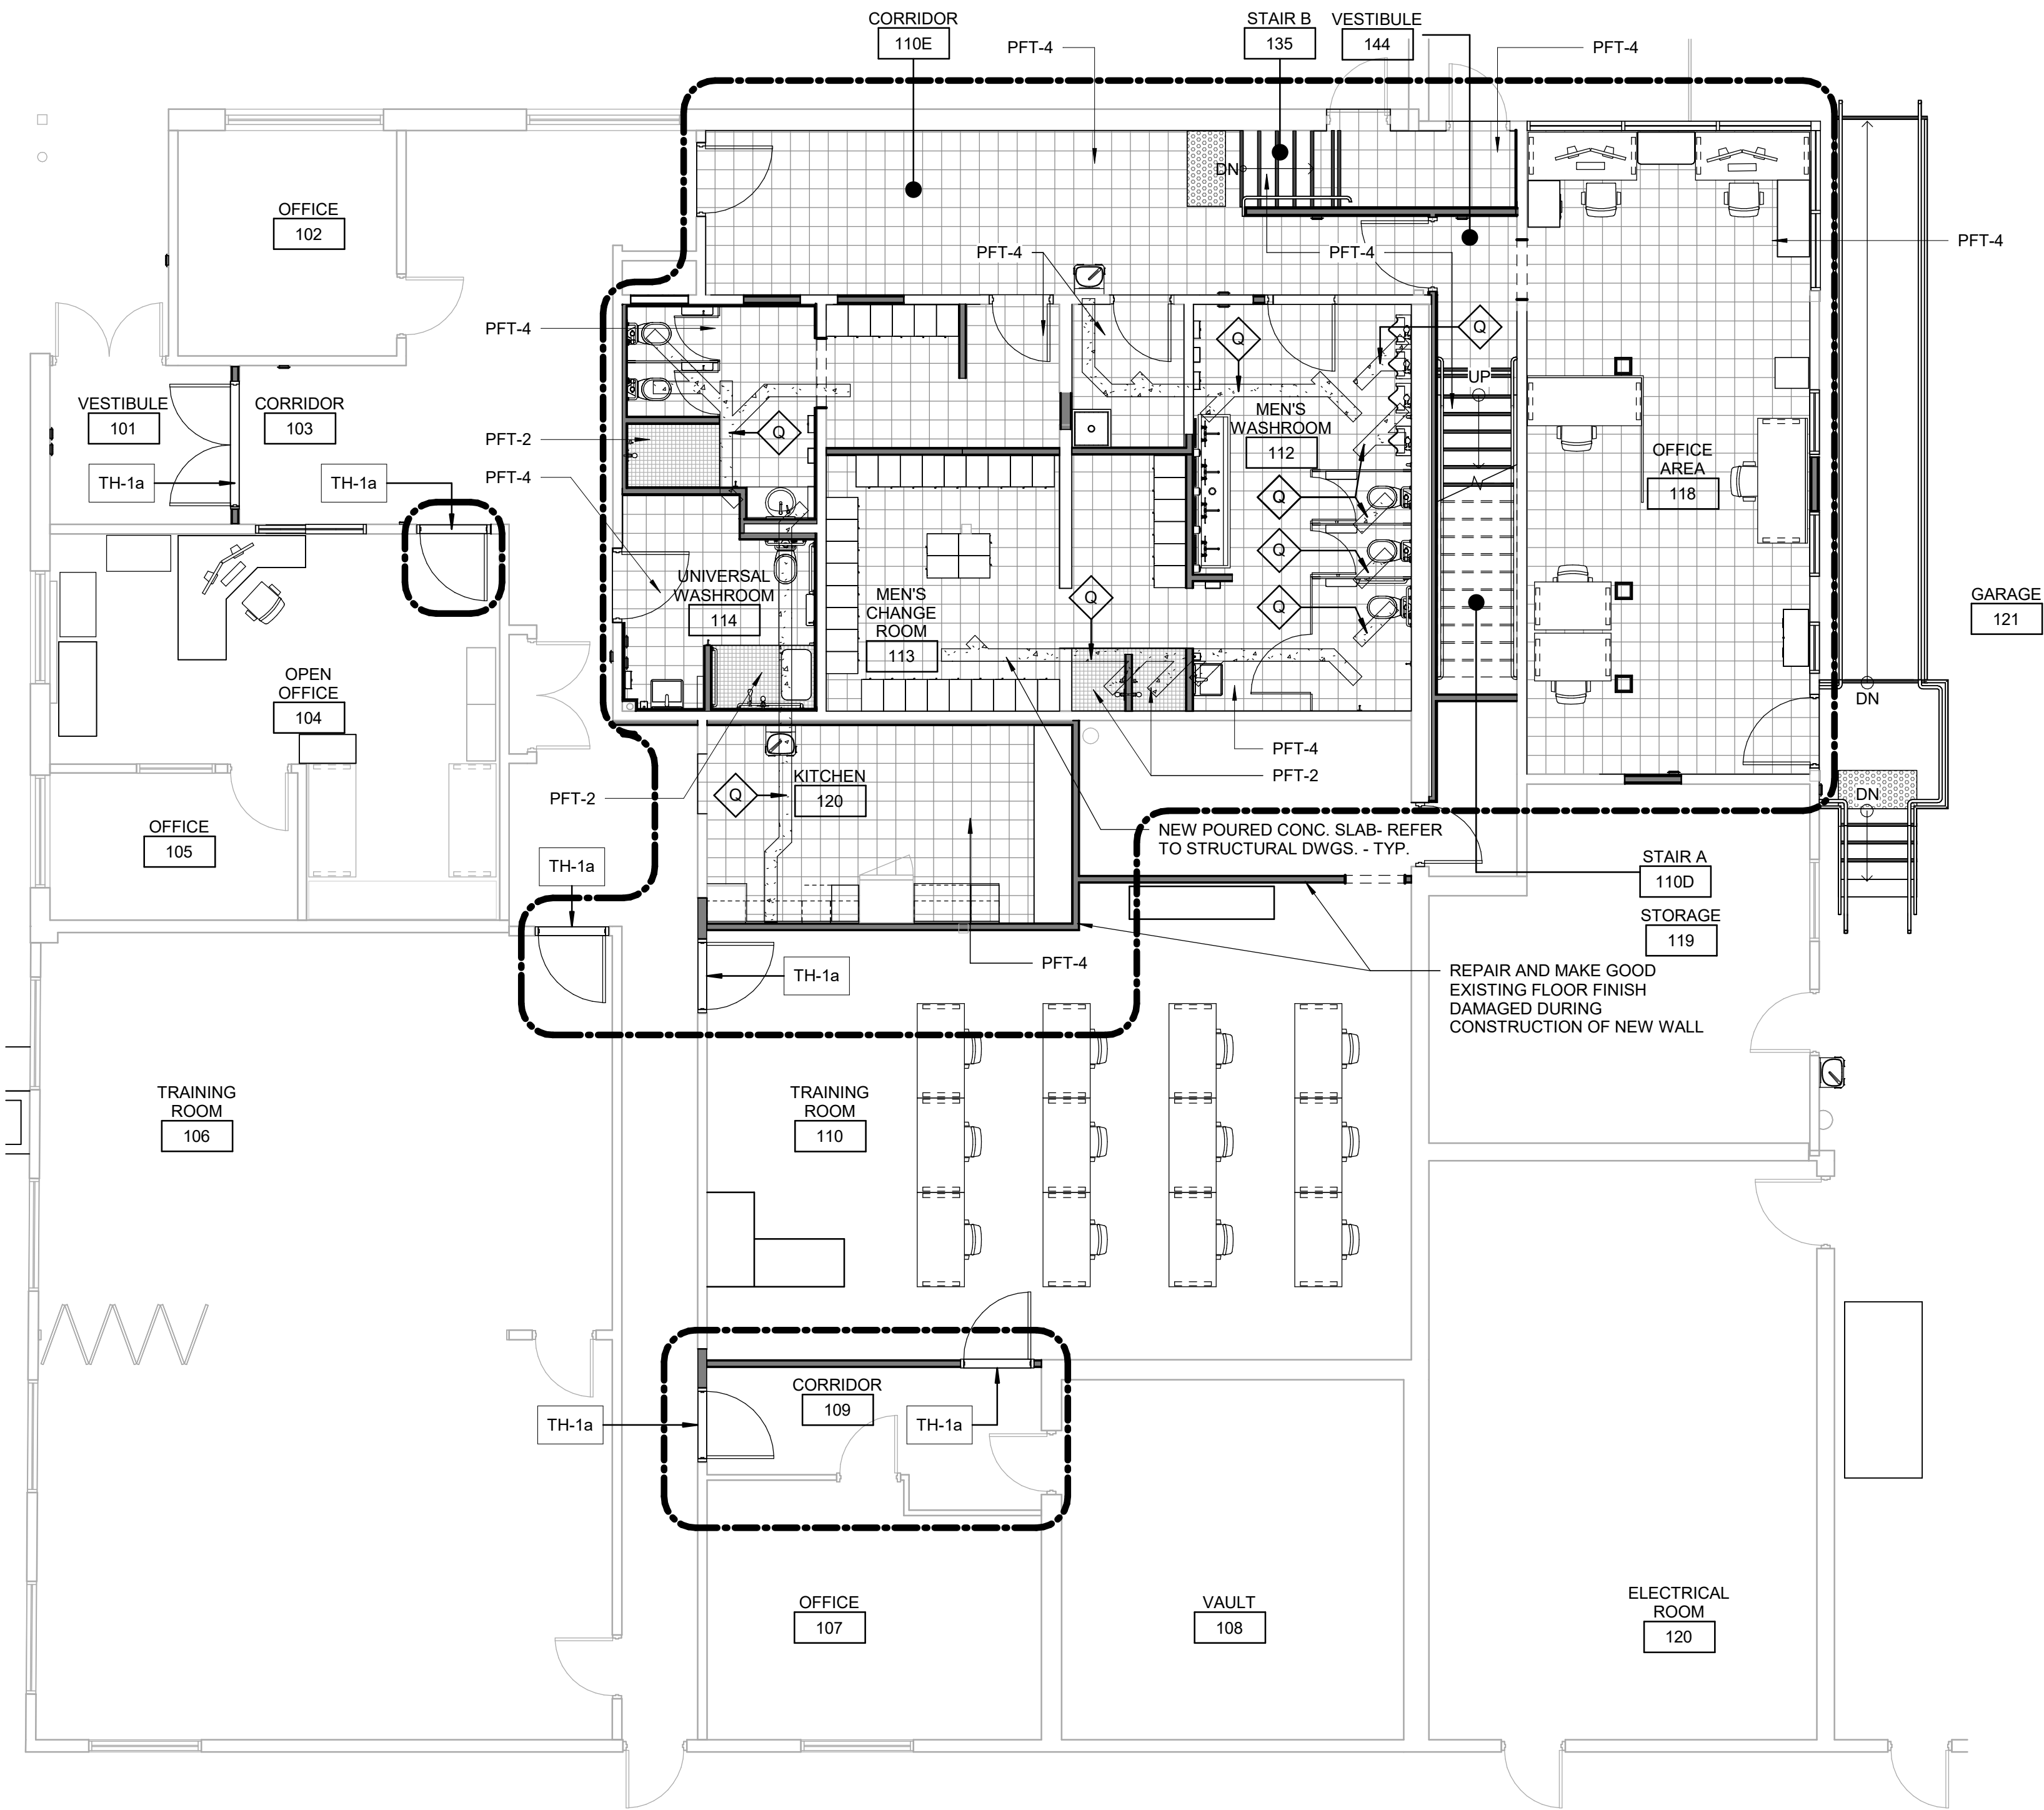 CORRIDOR
110E
PFT-4
STAIR B
135
VESTIBULE
144
PFT-4
DN
OFFICE
102
PFT-4
PFT-4
PFT-4
PFT-4
Q
Q
UP
VESTIBULE
101
CORRIDOR
103
PFT-2
Q
MEN'S
WASHROOM
112
OFFICE
AREA
118
TH-1a
TH-1a
PFT-4
Q
Q
UNIVERSAL
WASHROOM
114
MEN'S
CHANGE
ROOM
113
Q
Q
GARAGE
121
OPEN
OFFICE
104
DN
PFT-4
PFT-2
KITCHEN
120
Q
PFT-2
DN
OFFICE
105
NEW POURED CONC. SLAB- REFER
TO STRUCTURAL DWGS. - TYP.
TH-1a
STAIR A
110D
STORAGE
119
PFT-4
TH-1a
REPAIR AND MAKE GOOD
EXISTING FLOOR FINISH
DAMAGED DURING
CONSTRUCTION OF NEW WALL
TRAINING
ROOM
106
TRAINING
ROOM
110
CORRIDOR
109
TH-1a
TH-1a
OFFICE
107
VAULT
108
ELECTRICAL
ROOM
120